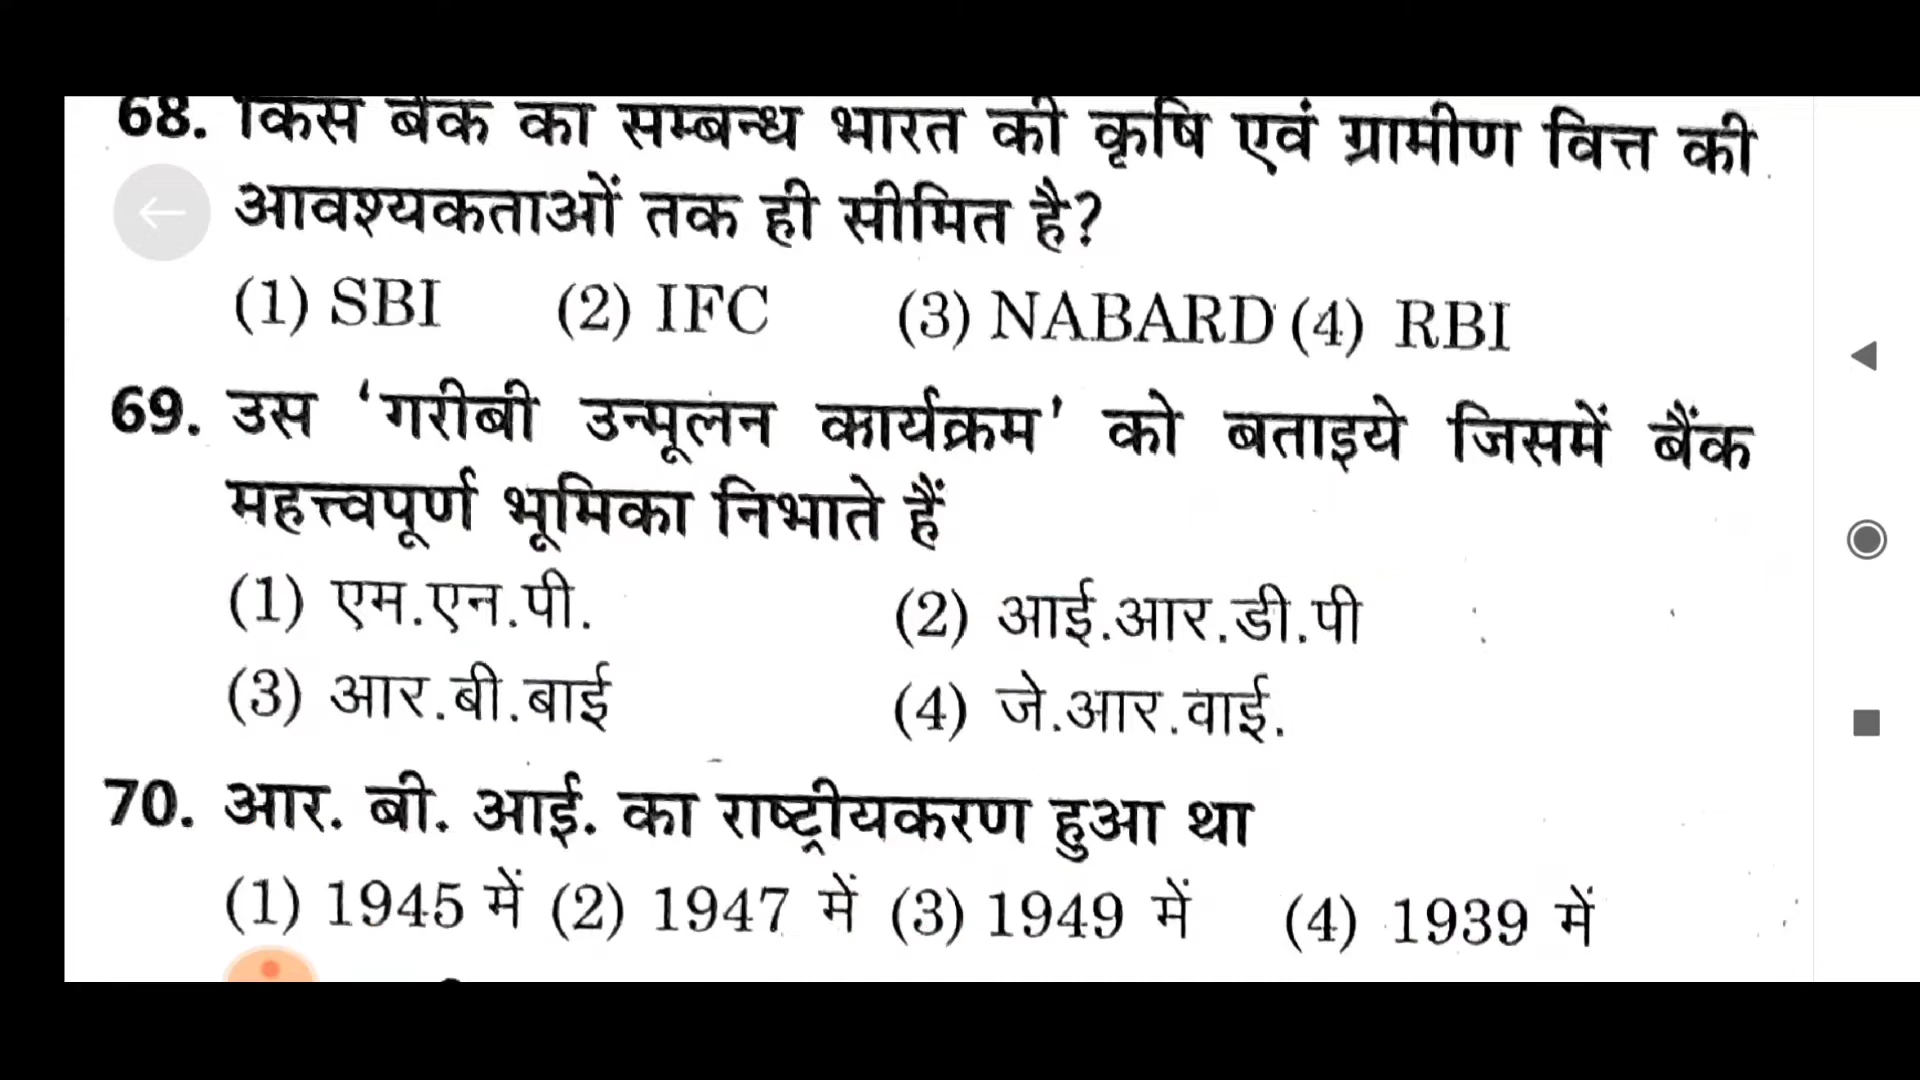 68. किस बैंक का सम्बन्ध भारत की कृषि एवं ग्रामीण वित्त की
आवश्यकताओं तक ही सीमित है?
(1) SBI (2) IFC (3) NABARD (4) RBI
69. उस ‘गरीबी उन्मूलन कार्यक्रम’ को बताइये जिसमें बैंक
महत्त्वपूर्ण भूमिका निभाते हैं
(1) एम.एन.पी. (2) आई.आर.डी.पी
(3) आर.बी.बाई (4) जे.आर.वाई.
70. आर. बी. आई. का राष्ट्रीयकरण हुआ था
(1) 1945 में (2) 1947 में (3) 1949 में (4) 1939 में